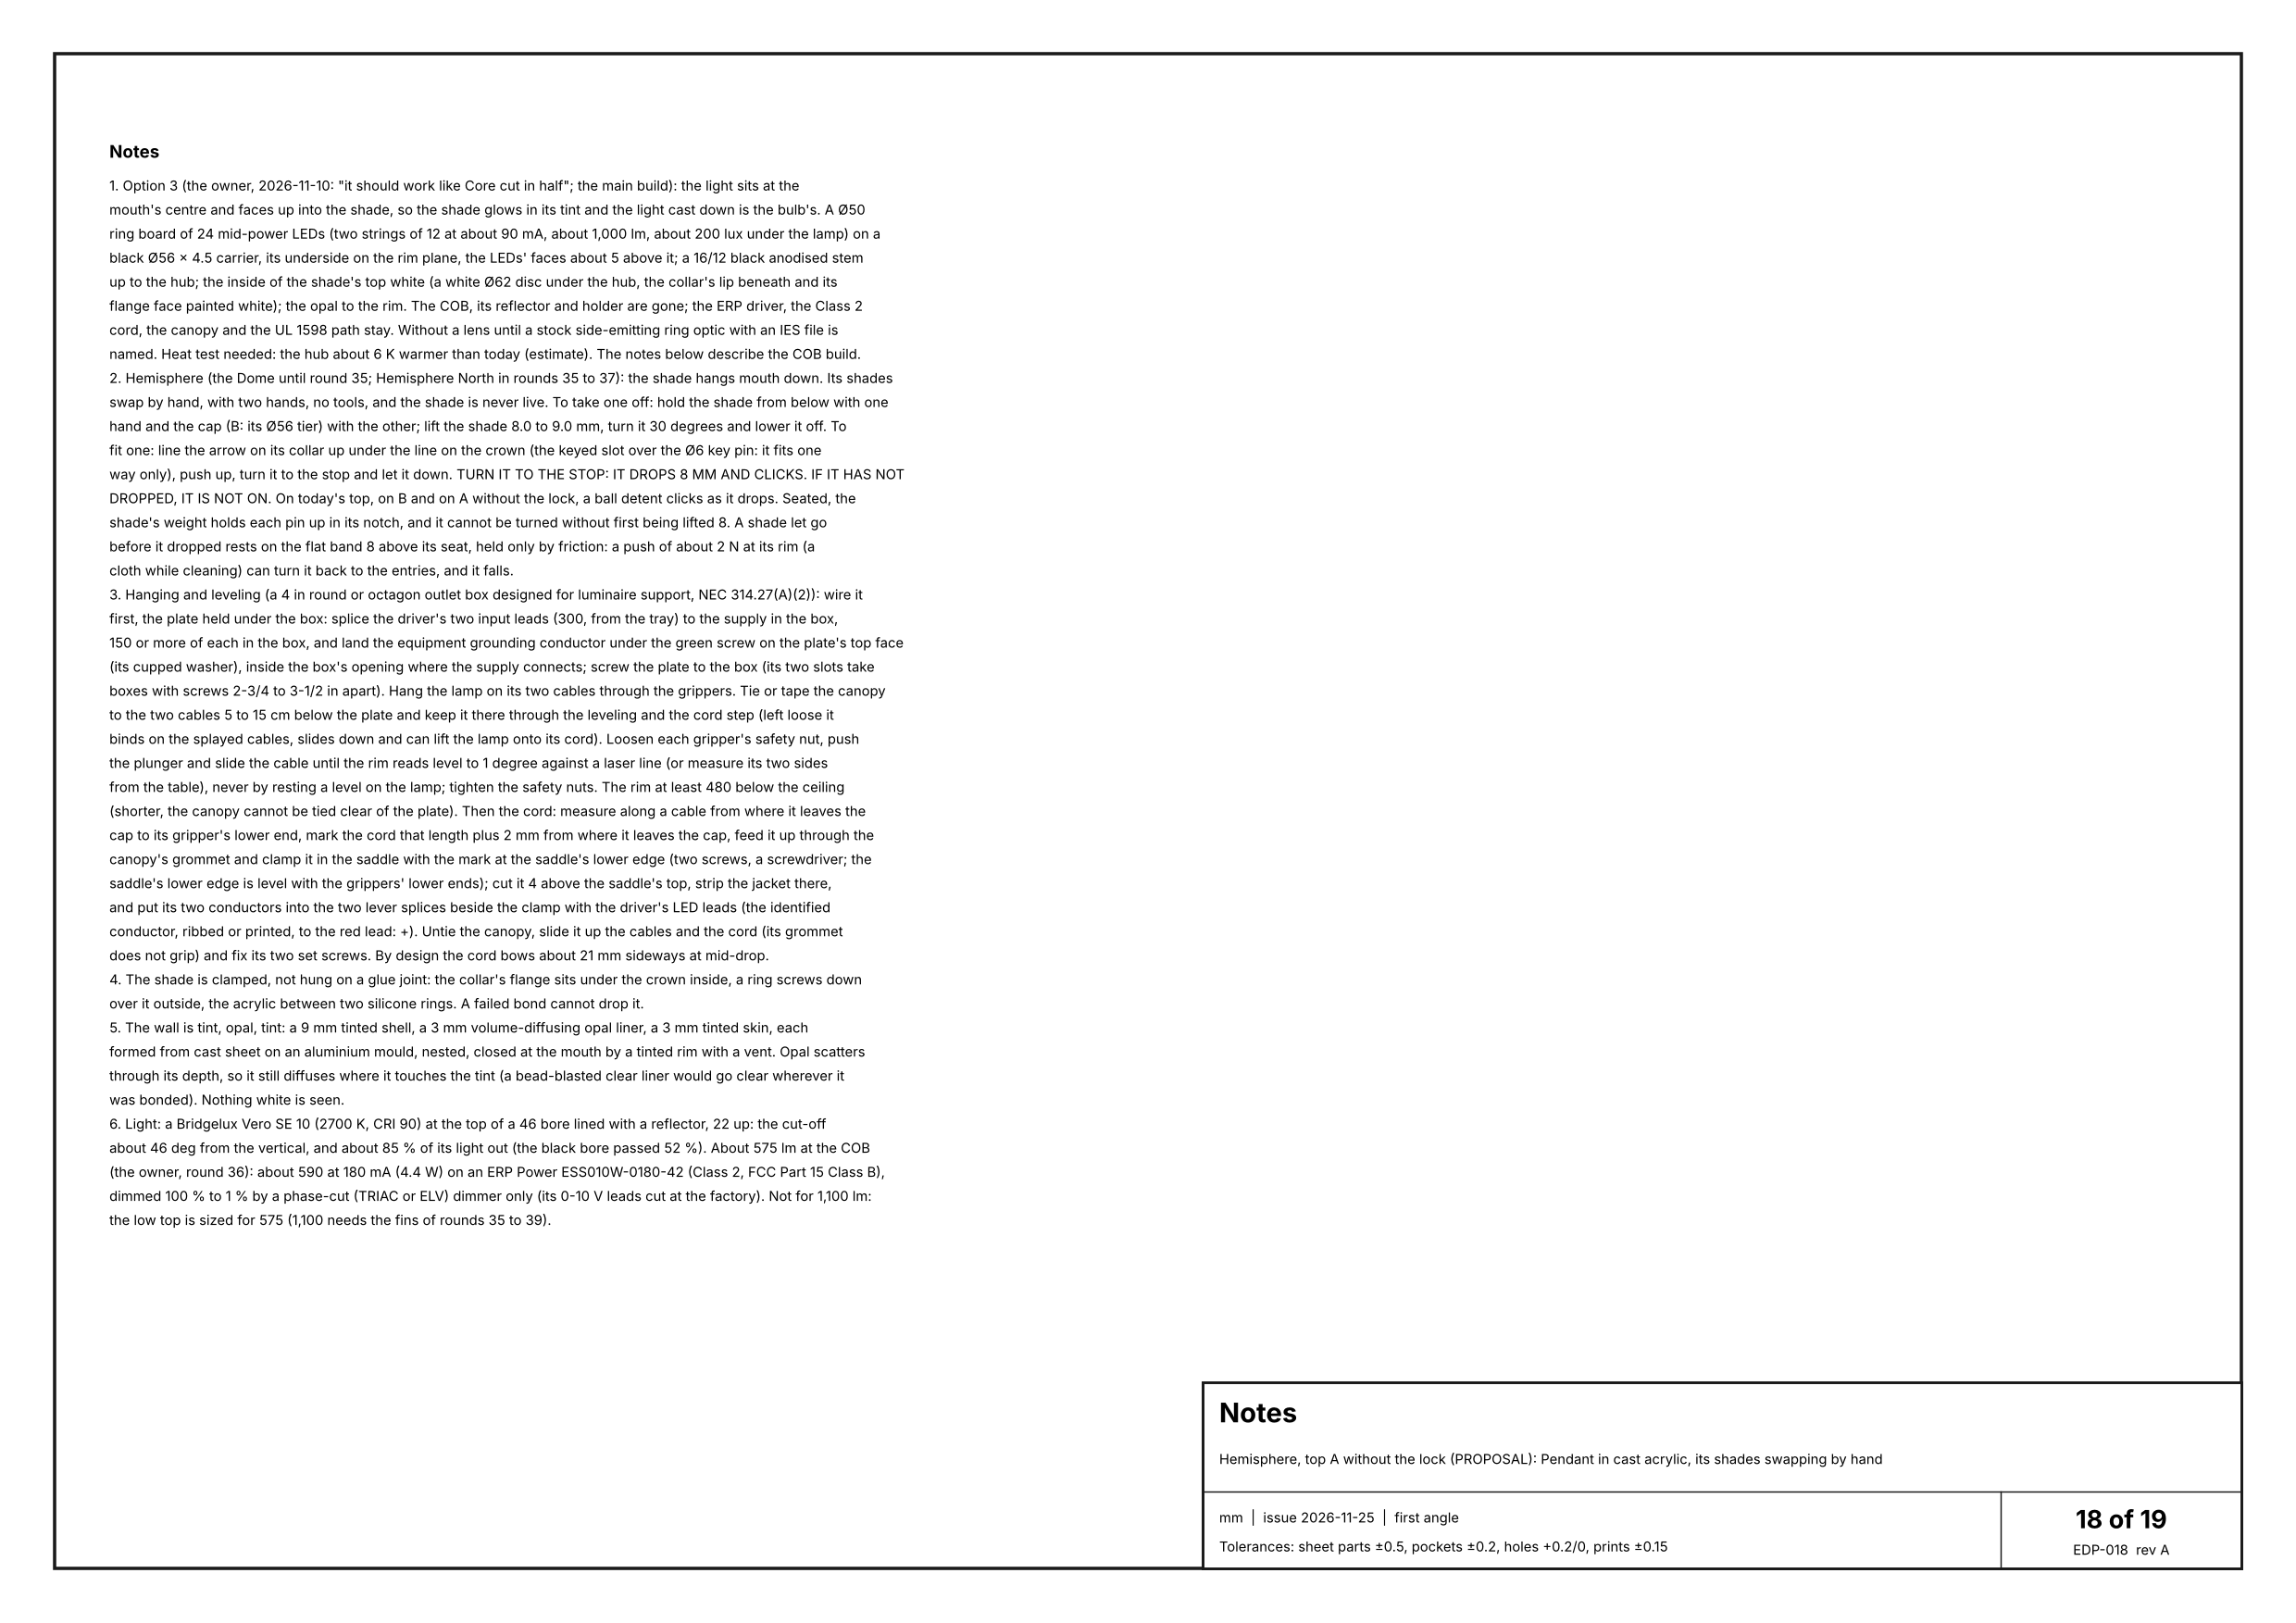 Notes
1. Option 3 (the owner, 2026-11-10: "it should work like Core cut in half"; the main build): the light sits at the
mouth's centre and faces up into the shade, so the shade glows in its tint and the light cast down is the bulb's. A Ø50
ring board of 24 mid-power LEDs (two strings of 12 at about 90 mA, about 1,000 lm, about 200 lux under the lamp) on a
black Ø56 × 4.5 carrier, its underside on the rim plane, the LEDs' faces about 5 above it; a 16/12 black anodised stem
up to the hub; the inside of the shade's top white (a white Ø62 disc under the hub, the collar's lip beneath and its
flange face painted white); the opal to the rim. The COB, its reflector and holder are gone; the ERP driver, the Class 2
cord, the canopy and the UL 1598 path stay. Without a lens until a stock side-emitting ring optic with an IES file is
named. Heat test needed: the hub about 6 K warmer than today (estimate). The notes below describe the COB build.
2. Hemisphere (the Dome until round 35; Hemisphere North in rounds 35 to 37): the shade hangs mouth down. Its shades
swap by hand, with two hands, no tools, and the shade is never live. To take one off: hold the shade from below with one
hand and the cap (B: its Ø56 tier) with the other; lift the shade 8.0 to 9.0 mm, turn it 30 degrees and lower it off. To
fit one: line the arrow on its collar up under the line on the crown (the keyed slot over the Ø6 key pin: it fits one
way only), push up, turn it to the stop and let it down. TURN IT TO THE STOP: IT DROPS 8 MM AND CLICKS. IF IT HAS NOT
DROPPED, IT IS NOT ON. On today's top, on B and on A without the lock, a ball detent clicks as it drops. Seated, the
shade's weight holds each pin up in its notch, and it cannot be turned without first being lifted 8. A shade let go
before it dropped rests on the flat band 8 above its seat, held only by friction: a push of about 2 N at its rim (a
cloth while cleaning) can turn it back to the entries, and it falls.
3. Hanging and leveling (a 4 in round or octagon outlet box designed for luminaire support, NEC 314.27(A)(2)): wire it
first, the plate held under the box: splice the driver's two input leads (300, from the tray) to the supply in the box,
150 or more of each in the box, and land the equipment grounding conductor under the green screw on the plate's top face
(its cupped washer), inside the box's opening where the supply connects; screw the plate to the box (its two slots take
boxes with screws 2-3/4 to 3-1/2 in apart). Hang the lamp on its two cables through the grippers. Tie or tape the canopy
to the two cables 5 to 15 cm below the plate and keep it there through the leveling and the cord step (left loose it
binds on the splayed cables, slides down and can lift the lamp onto its cord). Loosen each gripper's safety nut, push
the plunger and slide the cable until the rim reads level to 1 degree against a laser line (or measure its two sides
from the table), never by resting a level on the lamp; tighten the safety nuts. The rim at least 480 below the ceiling
(shorter, the canopy cannot be tied clear of the plate). Then the cord: measure along a cable from where it leaves the
cap to its gripper's lower end, mark the cord that length plus 2 mm from where it leaves the cap, feed it up through the
canopy's grommet and clamp it in the saddle with the mark at the saddle's lower edge (two screws, a screwdriver; the
saddle's lower edge is level with the grippers' lower ends); cut it 4 above the saddle's top, strip the jacket there,
and put its two conductors into the two lever splices beside the clamp with the driver's LED leads (the identified
conductor, ribbed or printed, to the red lead: +). Untie the canopy, slide it up the cables and the cord (its grommet
does not grip) and fix its two set screws. By design the cord bows about 21 mm sideways at mid-drop.
4. The shade is clamped, not hung on a glue joint: the collar's flange sits under the crown inside, a ring screws down
over it outside, the acrylic between two silicone rings. A failed bond cannot drop it.
5. The wall is tint, opal, tint: a 9 mm tinted shell, a 3 mm volume-diffusing opal liner, a 3 mm tinted skin, each
formed from cast sheet on an aluminium mould, nested, closed at the mouth by a tinted rim with a vent. Opal scatters
through its depth, so it still diffuses where it touches the tint (a bead-blasted clear liner would go clear wherever it
was bonded). Nothing white is seen.
6. Light: a Bridgelux Vero SE 10 (2700 K, CRI 90) at the top of a 46 bore lined with a reflector, 22 up: the cut-off
about 46 deg from the vertical, and about 85 % of its light out (the black bore passed 52 %). About 575 lm at the COB
(the owner, round 36): about 590 at 180 mA (4.4 W) on an ERP Power ESS010W-0180-42 (Class 2, FCC Part 15 Class B),
dimmed 100 % to 1 % by a phase-cut (TRIAC or ELV) dimmer only (its 0-10 V leads cut at the factory). Not for 1,100 lm:
the low top is sized for 575 (1,100 needs the fins of rounds 35 to 39).
Notes
Hemisphere, top A without the lock (PROPOSAL): Pendant in cast acrylic, its shades swapping by hand
mm | issue 2026-11-25 | first angle
Tolerances: sheet parts ±0.5, pockets ±0.2, holes +0.2/0, prints ±0.15
18 of 19
EDP-018 rev A